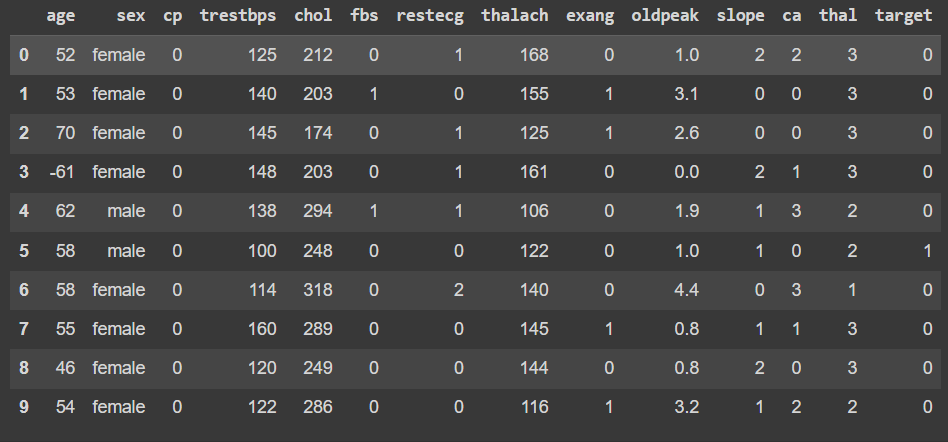 age sex cp trestbps chol fbs restecg thalach exang oldpeak slope ca thal target
0 52 female 0 125 212 0 1 168 0 1.0 2 2 3 0
1 53 female 0 140 203 1 0 155 1 3.1 0 0 3 0
2 70 female 0 145 174 0 1 125 1 2.6 0 0 3 0
3 -61 female 0 148 203 0 1 161 0 0.0 2 1 3 0
4 62 male 0 138 294 1 1 106 0 1.9 1 3 2 0
5 58 male 0 100 248 0 0 122 0 1.0 1 0 2 1
6 58 female 0 114 318 0 2 140 0 4.4 0 3 1 0
7 55 female 0 160 289 0 0 145 1 0.8 1 1 3 0
8 46 female 0 120 249 0 0 144 0 0.8 2 0 3 0
9 54 female 0 122 286 0 0 116 1 3.2 1 2 2 0